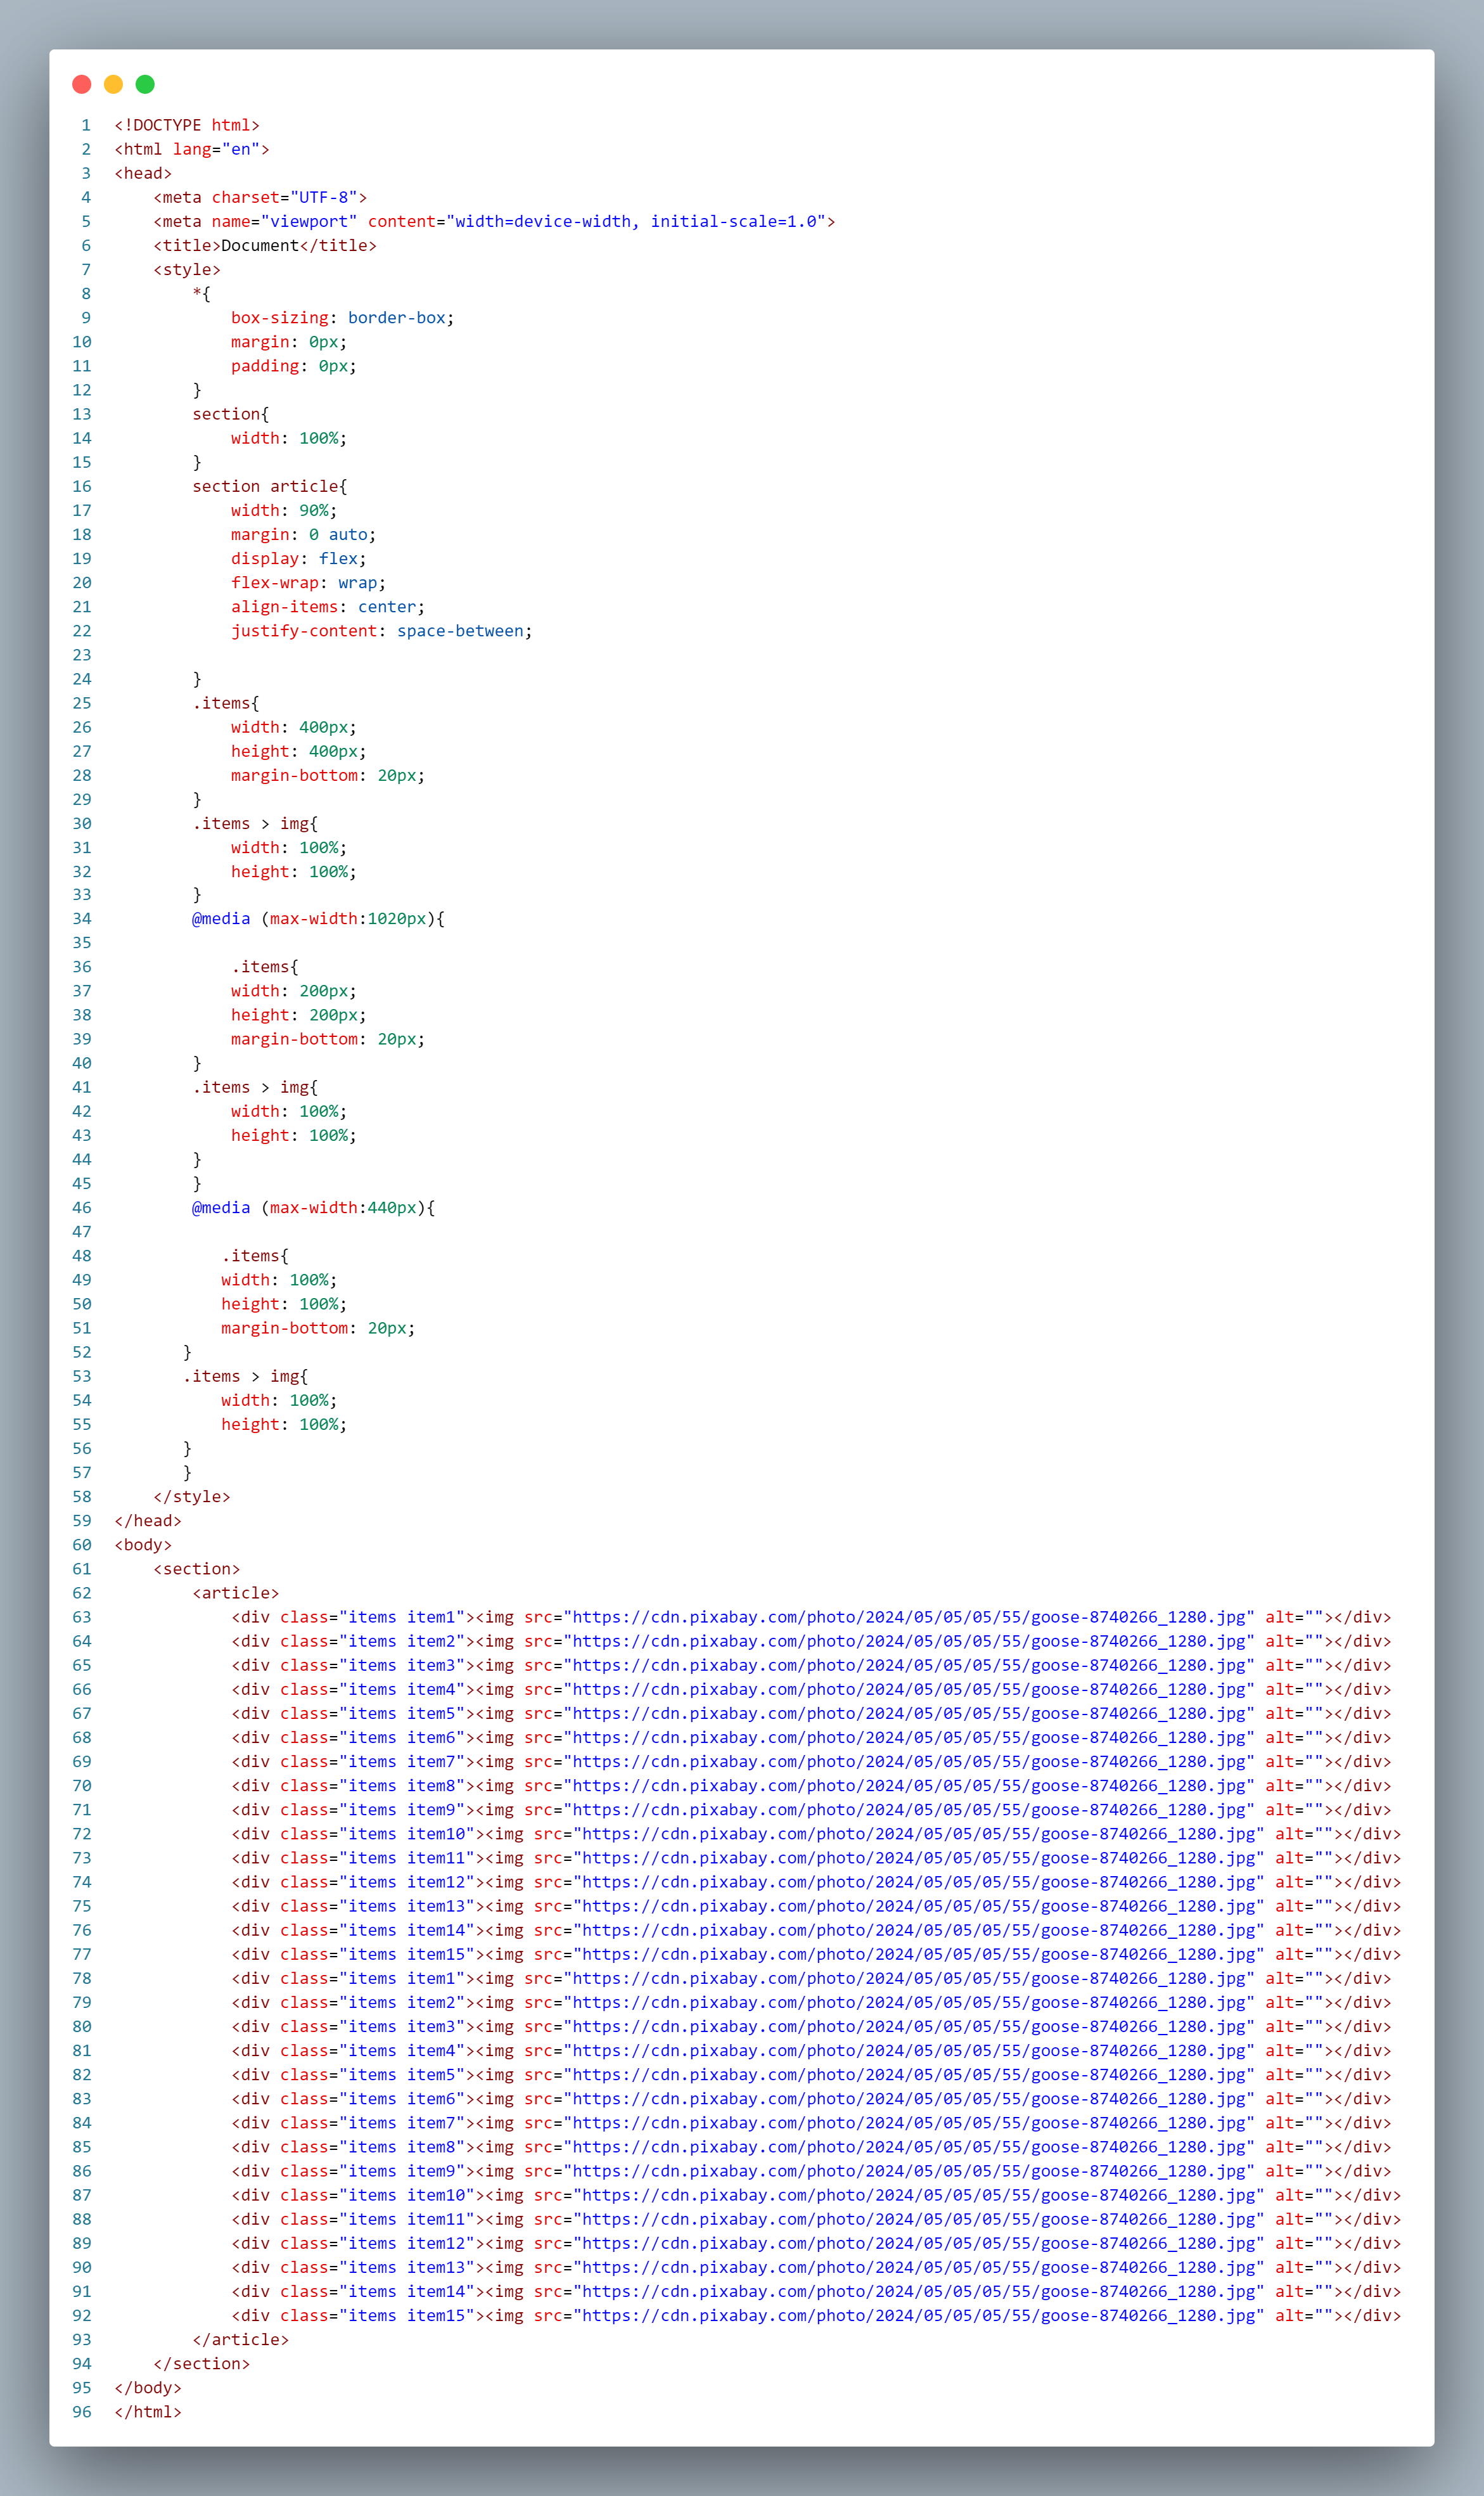 1 <!DOCTYPE html>
2 <html lang="en">
3 <head>
4     <meta charset="UTF-8">
5     <meta name="viewport" content="width=device-width, initial-scale=1.0">
6     <title>Document</title>
7     <style>
8         *{
9             box-sizing: border-box;
10             margin: 0px;
11             padding: 0px;
12         }
13         section{
14             width: 100%;
15         }
16         section article{
17             width: 90%;
18             margin: 0 auto;
19             display: flex;
20             flex-wrap: wrap;
21             align-items: center;
22             justify-content: space-between;
23
24         }
25         .items{
26             width: 400px;
27             height: 400px;
28             margin-bottom: 20px;
29         }
30         .items > img{
31             width: 100%;
32             height: 100%;
33         }
34         @media (max-width:1020px){
35
36             .items{
37             width: 200px;
38             height: 200px;
39             margin-bottom: 20px;
40         }
41         .items > img{
42             width: 100%;
43             height: 100%;
44         }
45         }
46         @media (max-width:440px){
47
48            .items{
49            width: 100%;
50            height: 100%;
51            margin-bottom: 20px;
52        }
53        .items > img{
54            width: 100%;
55            height: 100%;
56        }
57        }
58     </style>
59 </head>
60 <body>
61     <section>
62         <article>
63             <div class="items item1"><img src="https://cdn.pixabay.com/photo/2024/05/05/05/55/goose-8740266_1280.jpg" alt=""></div>
64             <div class="items item2"><img src="https://cdn.pixabay.com/photo/2024/05/05/05/55/goose-8740266_1280.jpg" alt=""></div>
65             <div class="items item3"><img src="https://cdn.pixabay.com/photo/2024/05/05/05/55/goose-8740266_1280.jpg" alt=""></div>
66             <div class="items item4"><img src="https://cdn.pixabay.com/photo/2024/05/05/05/55/goose-8740266_1280.jpg" alt=""></div>
67             <div class="items item5"><img src="https://cdn.pixabay.com/photo/2024/05/05/05/55/goose-8740266_1280.jpg" alt=""></div>
68             <div class="items item6"><img src="https://cdn.pixabay.com/photo/2024/05/05/05/55/goose-8740266_1280.jpg" alt=""></div>
69             <div class="items item7"><img src="https://cdn.pixabay.com/photo/2024/05/05/05/55/goose-8740266_1280.jpg" alt=""></div>
70             <div class="items item8"><img src="https://cdn.pixabay.com/photo/2024/05/05/05/55/goose-8740266_1280.jpg" alt=""></div>
71             <div class="items item9"><img src="https://cdn.pixabay.com/photo/2024/05/05/05/55/goose-8740266_1280.jpg" alt=""></div>
72             <div class="items item10"><img src="https://cdn.pixabay.com/photo/2024/05/05/05/55/goose-8740266_1280.jpg" alt=""></div>
73             <div class="items item11"><img src="https://cdn.pixabay.com/photo/2024/05/05/05/55/goose-8740266_1280.jpg" alt=""></div>
74             <div class="items item12"><img src="https://cdn.pixabay.com/photo/2024/05/05/05/55/goose-8740266_1280.jpg" alt=""></div>
75             <div class="items item13"><img src="https://cdn.pixabay.com/photo/2024/05/05/05/55/goose-8740266_1280.jpg" alt=""></div>
76             <div class="items item14"><img src="https://cdn.pixabay.com/photo/2024/05/05/05/55/goose-8740266_1280.jpg" alt=""></div>
77             <div class="items item15"><img src="https://cdn.pixabay.com/photo/2024/05/05/05/55/goose-8740266_1280.jpg" alt=""></div>
78             <div class="items item1"><img src="https://cdn.pixabay.com/photo/2024/05/05/05/55/goose-8740266_1280.jpg" alt=""></div>
79             <div class="items item2"><img src="https://cdn.pixabay.com/photo/2024/05/05/05/55/goose-8740266_1280.jpg" alt=""></div>
80             <div class="items item3"><img src="https://cdn.pixabay.com/photo/2024/05/05/05/55/goose-8740266_1280.jpg" alt=""></div>
81             <div class="items item4"><img src="https://cdn.pixabay.com/photo/2024/05/05/05/55/goose-8740266_1280.jpg" alt=""></div>
82             <div class="items item5"><img src="https://cdn.pixabay.com/photo/2024/05/05/05/55/goose-8740266_1280.jpg" alt=""></div>
83             <div class="items item6"><img src="https://cdn.pixabay.com/photo/2024/05/05/05/55/goose-8740266_1280.jpg" alt=""></div>
84             <div class="items item7"><img src="https://cdn.pixabay.com/photo/2024/05/05/05/55/goose-8740266_1280.jpg" alt=""></div>
85             <div class="items item8"><img src="https://cdn.pixabay.com/photo/2024/05/05/05/55/goose-8740266_1280.jpg" alt=""></div>
86             <div class="items item9"><img src="https://cdn.pixabay.com/photo/2024/05/05/05/55/goose-8740266_1280.jpg" alt=""></div>
87             <div class="items item10"><img src="https://cdn.pixabay.com/photo/2024/05/05/05/55/goose-8740266_1280.jpg" alt=""></div>
88             <div class="items item11"><img src="https://cdn.pixabay.com/photo/2024/05/05/05/55/goose-8740266_1280.jpg" alt=""></div>
89             <div class="items item12"><img src="https://cdn.pixabay.com/photo/2024/05/05/05/55/goose-8740266_1280.jpg" alt=""></div>
90             <div class="items item13"><img src="https://cdn.pixabay.com/photo/2024/05/05/05/55/goose-8740266_1280.jpg" alt=""></div>
91             <div class="items item14"><img src="https://cdn.pixabay.com/photo/2024/05/05/05/55/goose-8740266_1280.jpg" alt=""></div>
92             <div class="items item15"><img src="https://cdn.pixabay.com/photo/2024/05/05/05/55/goose-8740266_1280.jpg" alt=""></div>
93         </article>
94     </section>
95 </body>
96 </html>